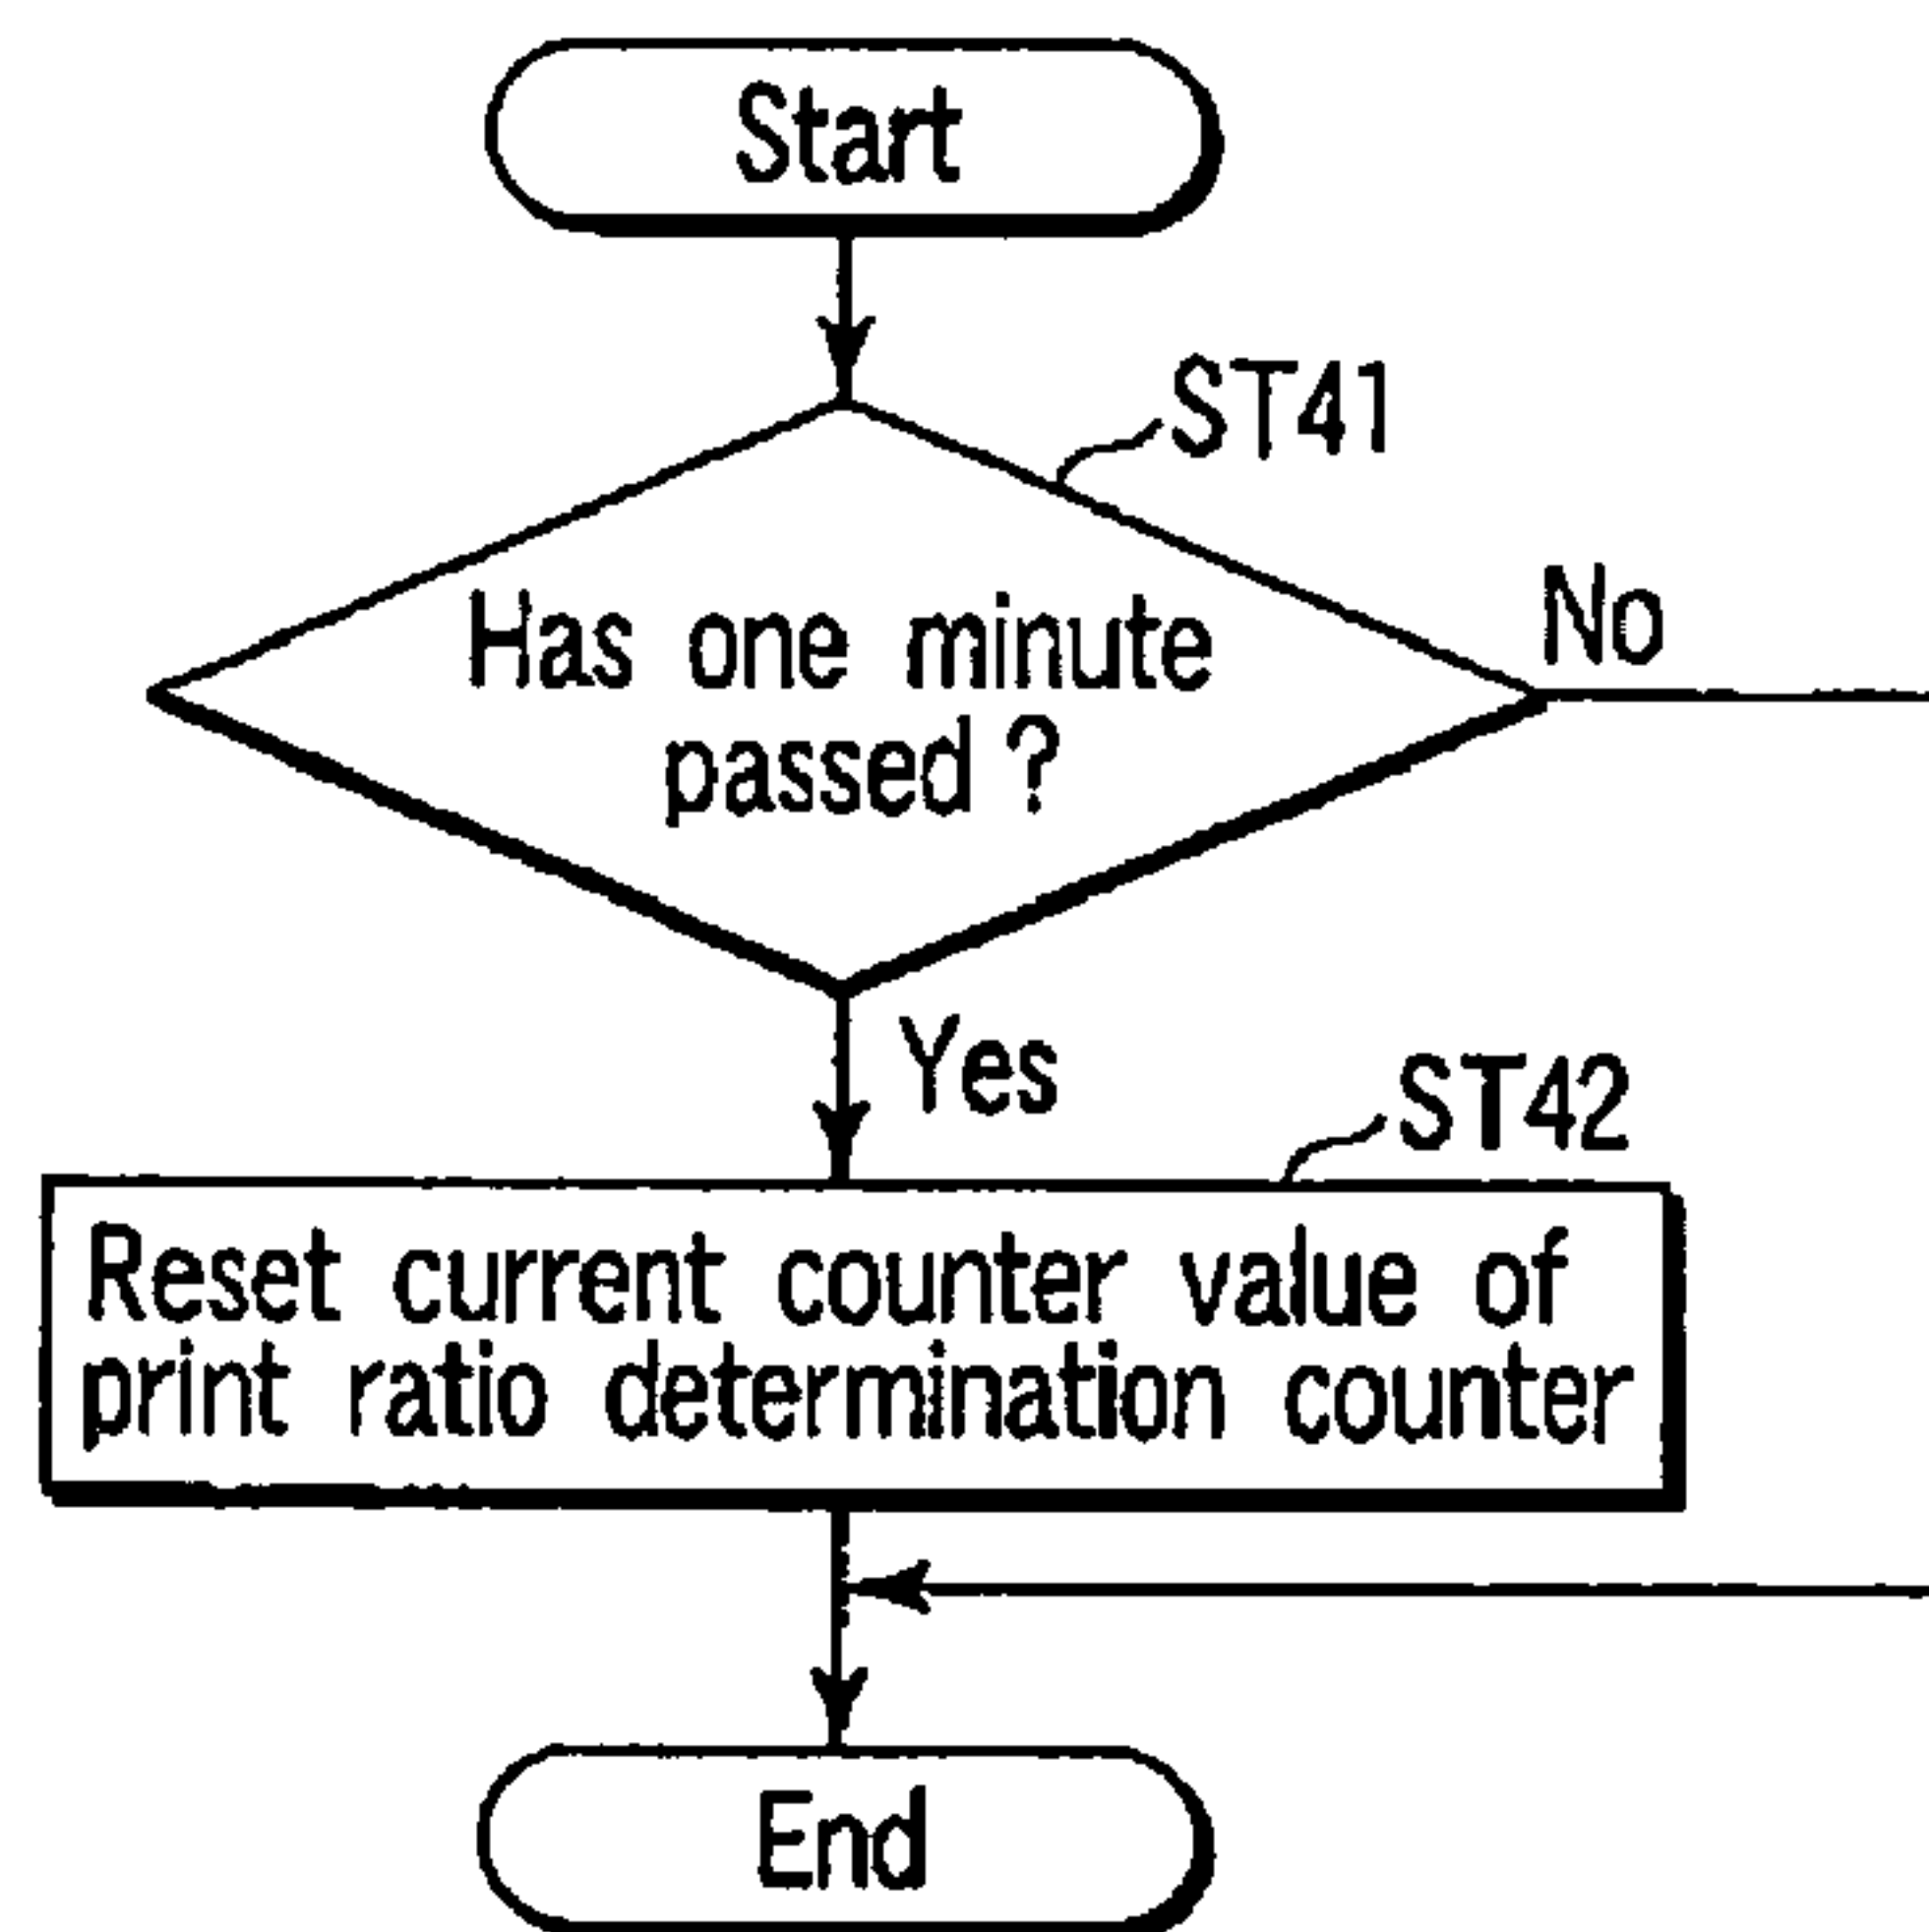 Start
ST41
Has one minute
passed ?
No
Yes
ST42
Reset current counter value of
print ratio determination counter
End